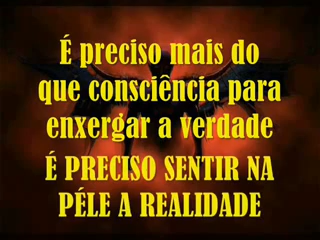 É preciso mais do
que consciência para
enxergar a verdade
É PRECISO SENTIR NA
PÉLE A REALIDADE